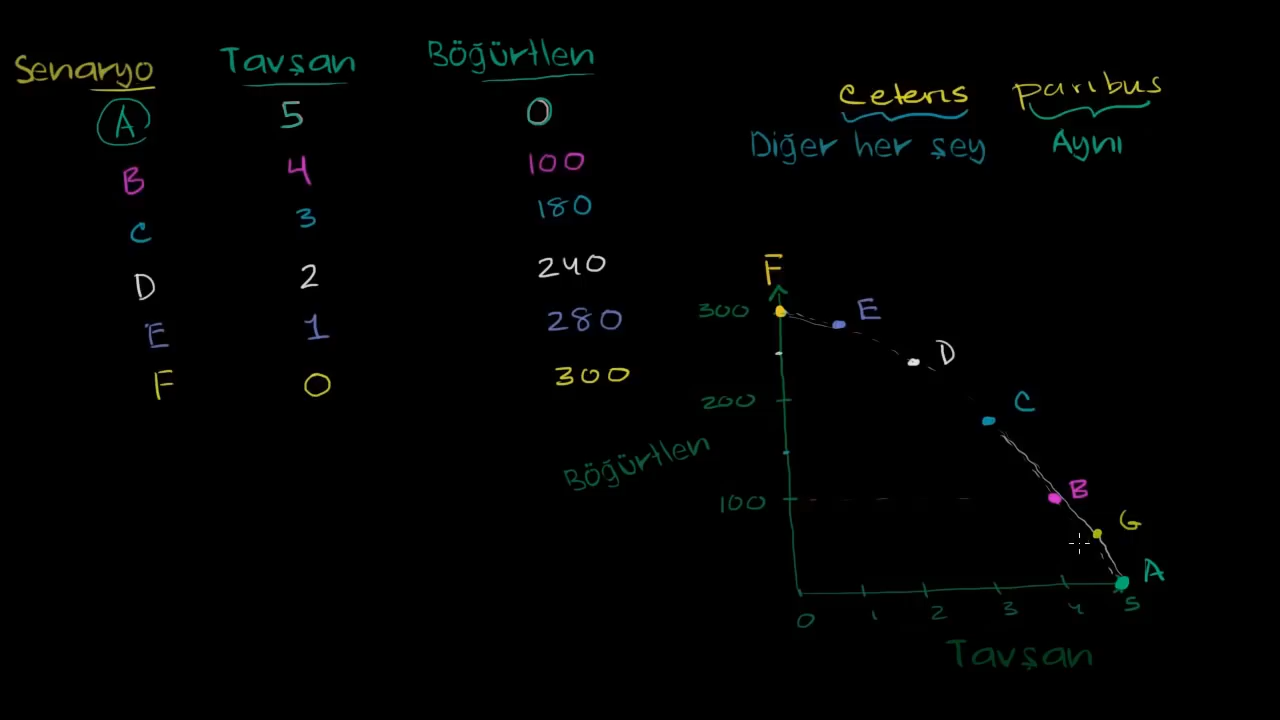 Senaryo Tavşan Böğürtlen
A 5 0
B 4 100
C 3 180
D 2 240
E 1 280
F 0 300
Ceteris paribus
Diğer her şey Aynı
F
300 E
D
200 C
Böğürtlen
100 B
G
A
0 1 2 3 4 5
Tavşan